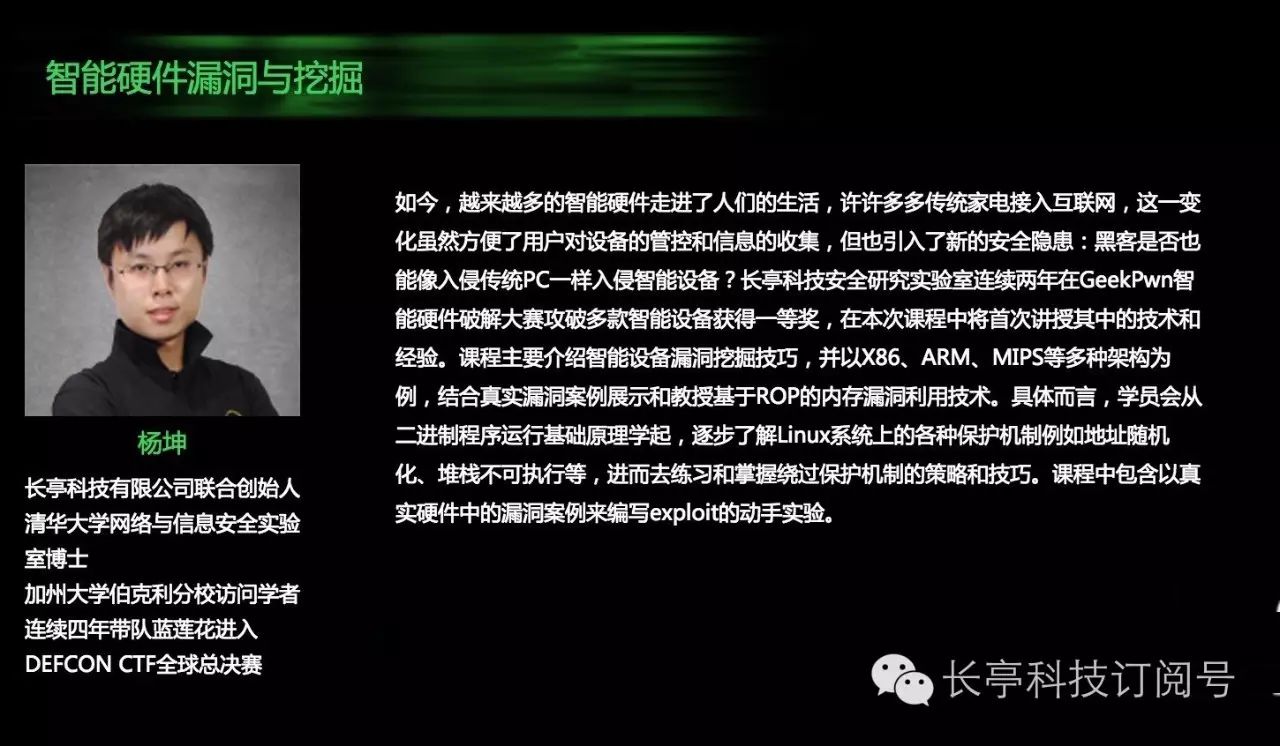 智能硬件漏洞与挖掘
杨坤
长亭科技有限公司联合创始人
清华大学网络与信息安全实验
室博士
加州大学伯克利分校访问学者
连续四年带队蓝莲花进入
DEFCON CTF全球总决赛
如今，越来越多的智能硬件走进了人们的生活，许许多多传统家电接入互联网，这一变
化虽然方便了用户对设备的管控和信息的收集，但也引入了新的安全隐患：黑客是否也
能像入侵传统PC一样入侵智能设备？长亭科技安全研究实验室连续两年在GeekPwn智
能硬件破解大赛攻破多款智能设备获得一等奖，在本次课程中将首次讲授其中的技术和
经验。课程主要介绍智能设备漏洞挖掘技巧，并以X86、ARM、MIPS等多种架构为
例，结合真实漏洞案例展示和教授基于ROP的内存漏洞利用技术。具体而言，学员会从
二进制程序运行基础原理学起，逐步了解Linux系统上的各种保护机制例如地址随机
化、堆栈不可执行等，进而去练习和掌握绕过保护机制的策略和技巧。课程中包含以真
实硬件中的漏洞案例来编写exploit的动手实验。
长亭科技订阅号